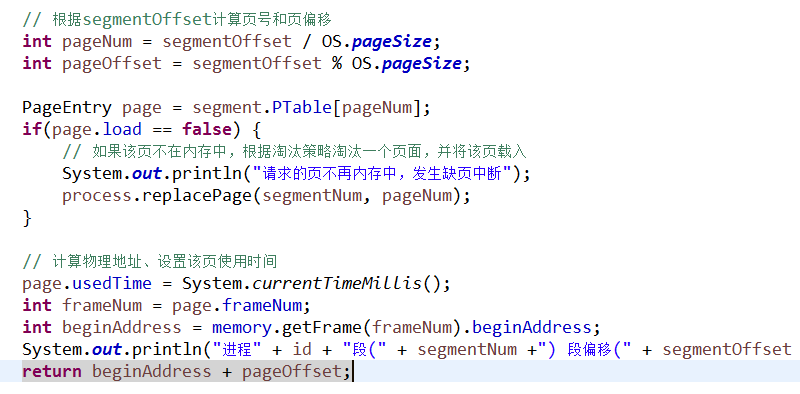 // 根据segmentOffset计算页号和页偏移
int pageNum = segmentOffset / OS.pageSize;
int pageOffset = segmentOffset % OS.pageSize;
PageEntry page = segment.PTable[pageNum];
if(page.load == false) {
// 如果该页不在内存中，根据淘汰策略淘汰一个页面，并将该页载入
System.out.println("请求的页不再内存中，发生缺页中断");
process.replacePage(segmentNum, pageNum);
}
// 计算物理地址、设置该页使用时间
page.usedTime = System.currentTimeMillis();
int frameNum = page.frameNum;
int beginAddress = memory.getFrame(frameNum).beginAddress;
System.out.println("进程" + id + "段(" + segmentNum +") 段偏移(" + segmentOffset
return beginAddress + pageOffset;